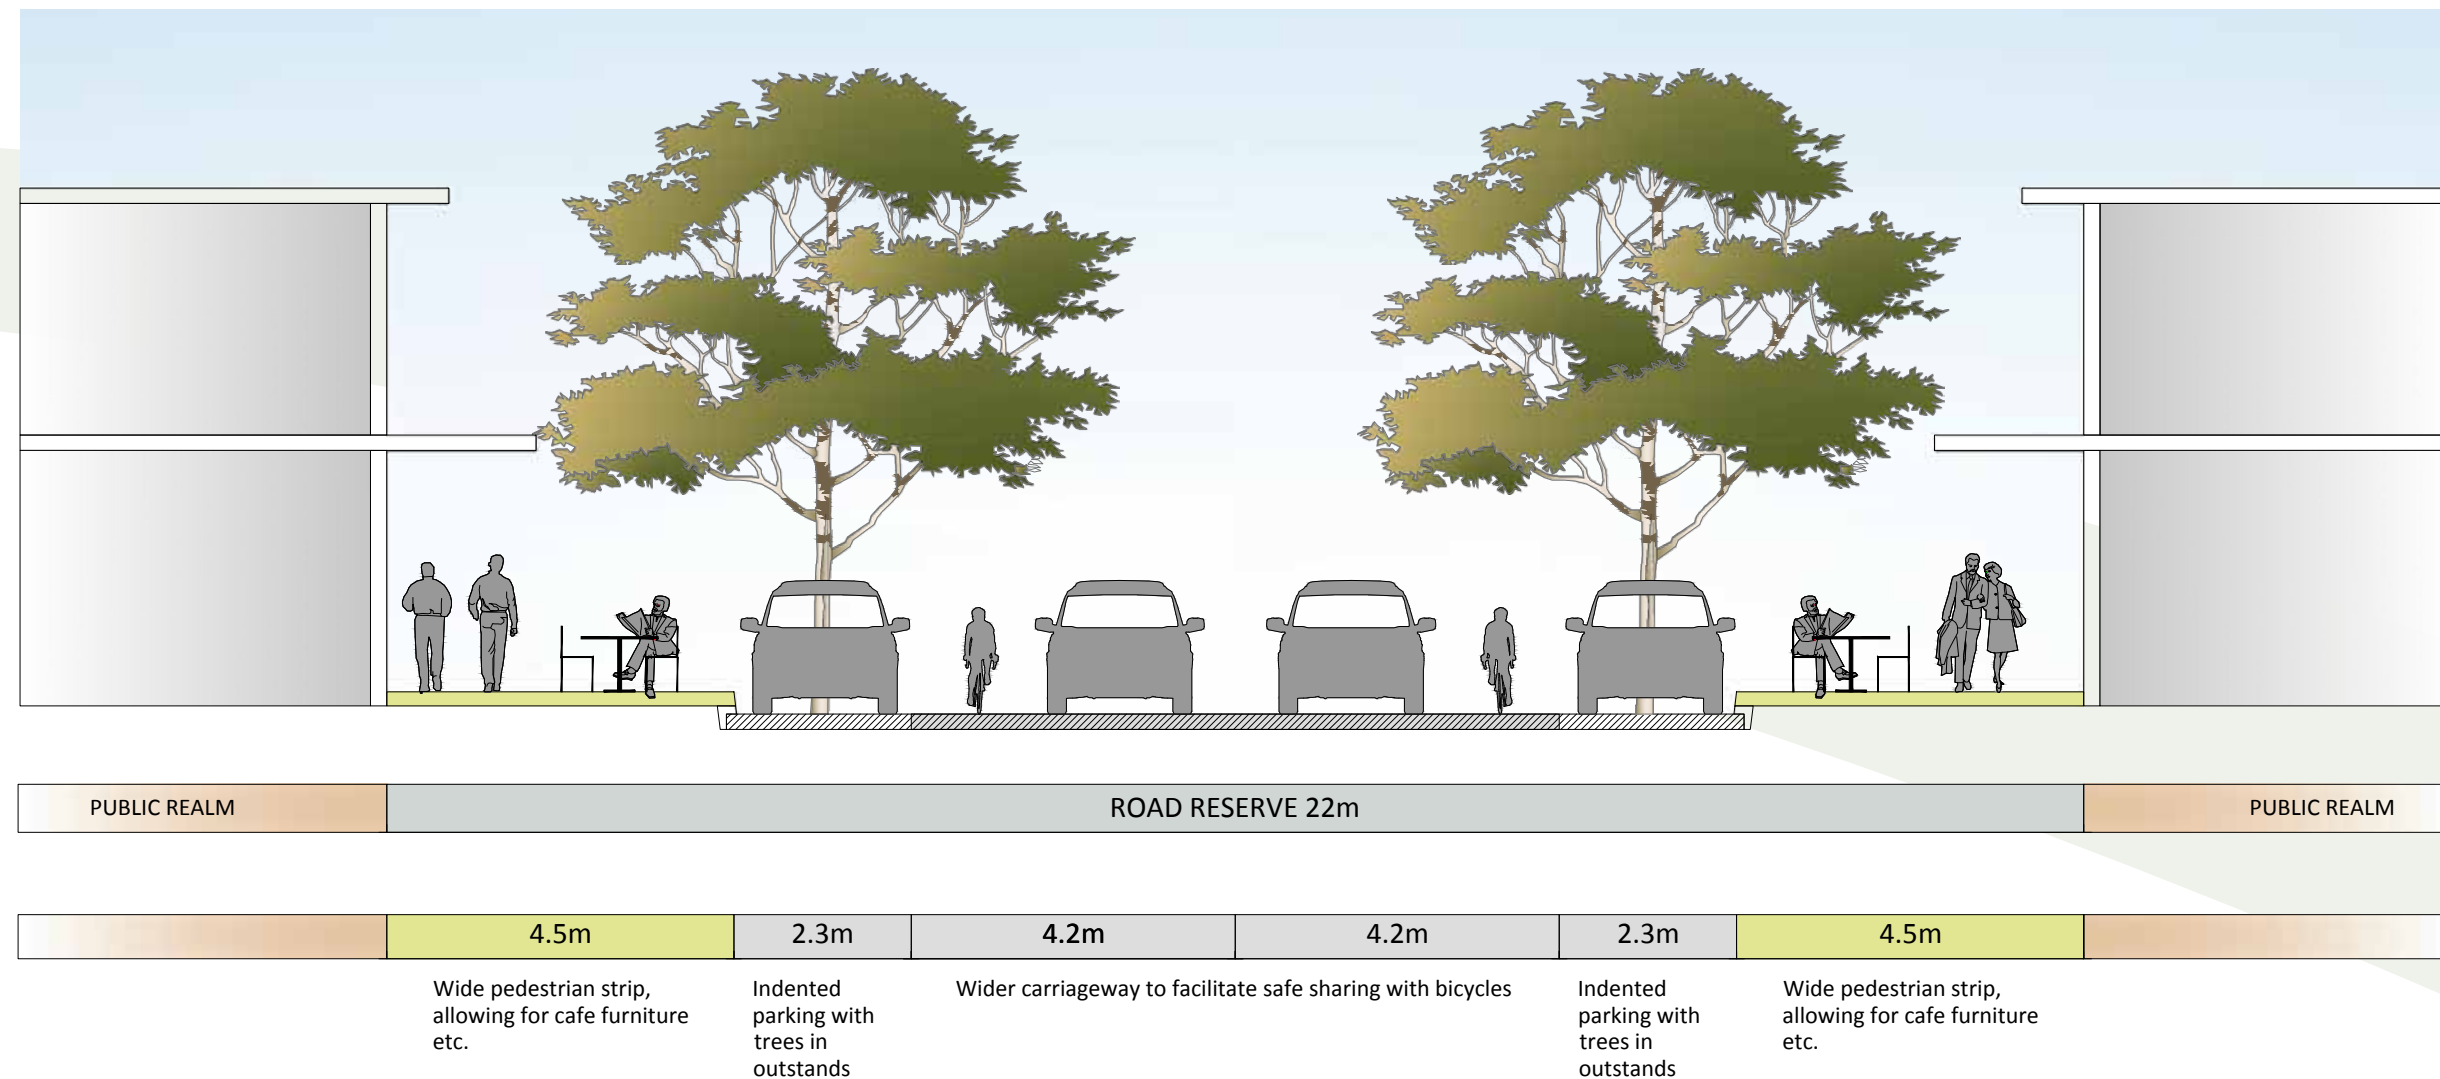 PUBLIC REALM
ROAD RESERVE 22m
PUBLIC REALM
4.5m
2.3m
4.2m
4.2m
2.3m
4.5m
Wide pedestrian strip,
allowing for cafe furniture
etc.
Indented
parking with
trees in
outstands
Wider carriageway to facilitate safe sharing with bicycles
Indented
parking with
trees in
outstands
Wide pedestrian strip,
allowing for cafe furniture
etc.